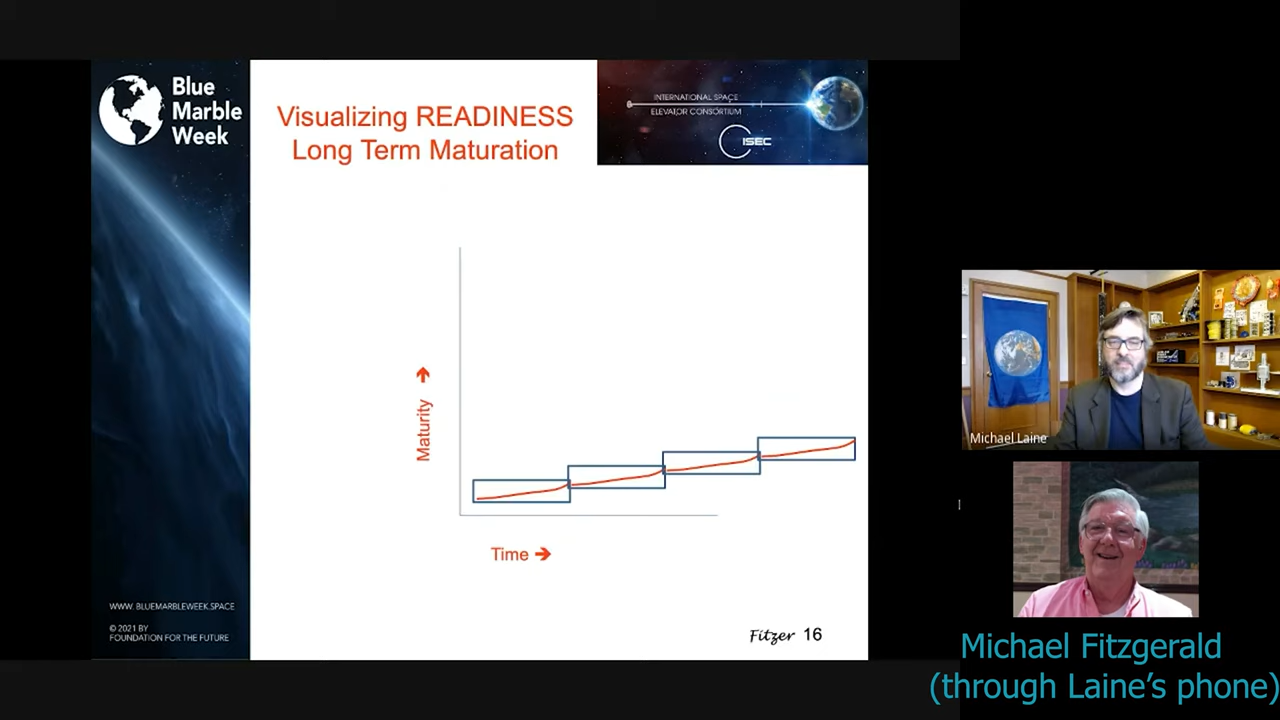 Blue
Marble
Week
Visualizing READINESS
Long Term Maturation
INTERNATIONAL SPACE
ELEVATOR CONSORTIUM
ISEC
Maturity →
Time →
WWW. BLUEMARBLEWEEK.SPACE
© 2021 BY
FOUNDATION FOR THE FUTURE
Fitzer 16
Michael Laine
Michael Fitzgerald
(through Laine's phone)